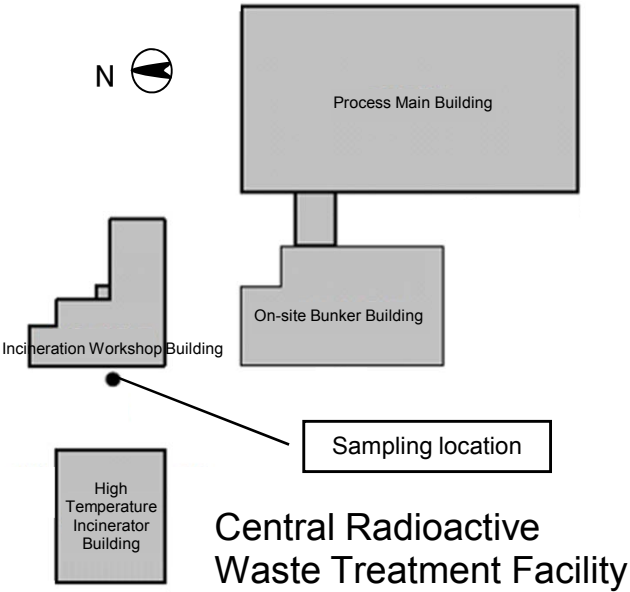 N
Process Main Building
On-site Bunker Building
Incineration Workshop Building
Sampling location
High
Temperature
Incinerator
Building
Central Radioactive
Waste Treatment Facility